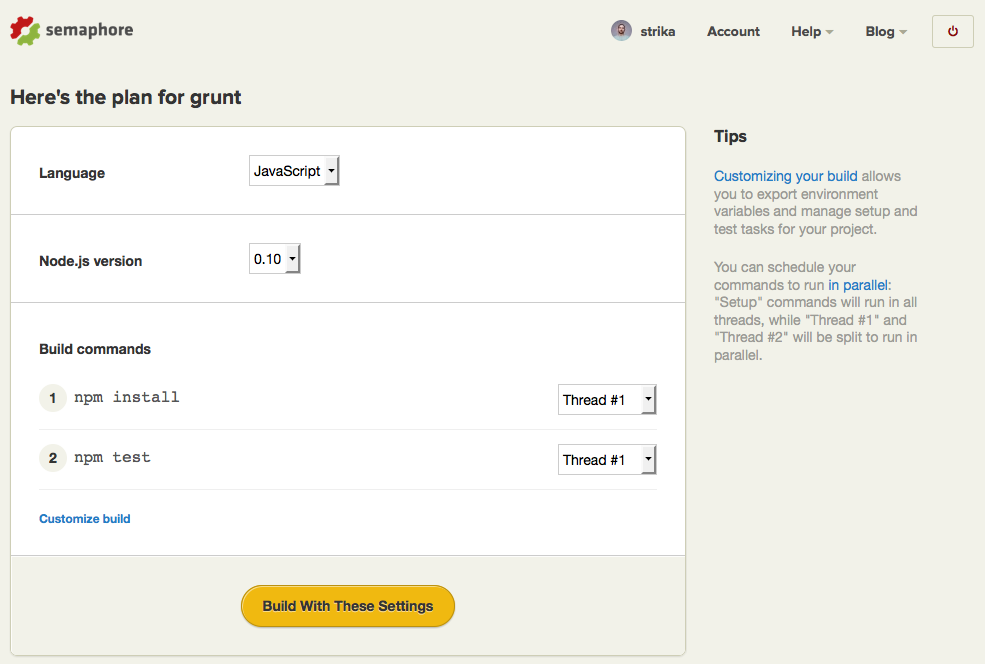 semaphore
strika Account Help Blog
Here's the plan for grunt
Language JavaScript
Node.js version 0.10
Build commands
1 npm install Thread #1
2 npm test Thread #1
Customize build
Build With These Settings
Tips
Customizing your build allows
you to export environment
variables and manage setup and
test tasks for your project.
You can schedule your
commands to run in parallel:
"Setup" commands will run in all
threads, while "Thread #1" and
"Thread #2" will be split to run in
parallel.